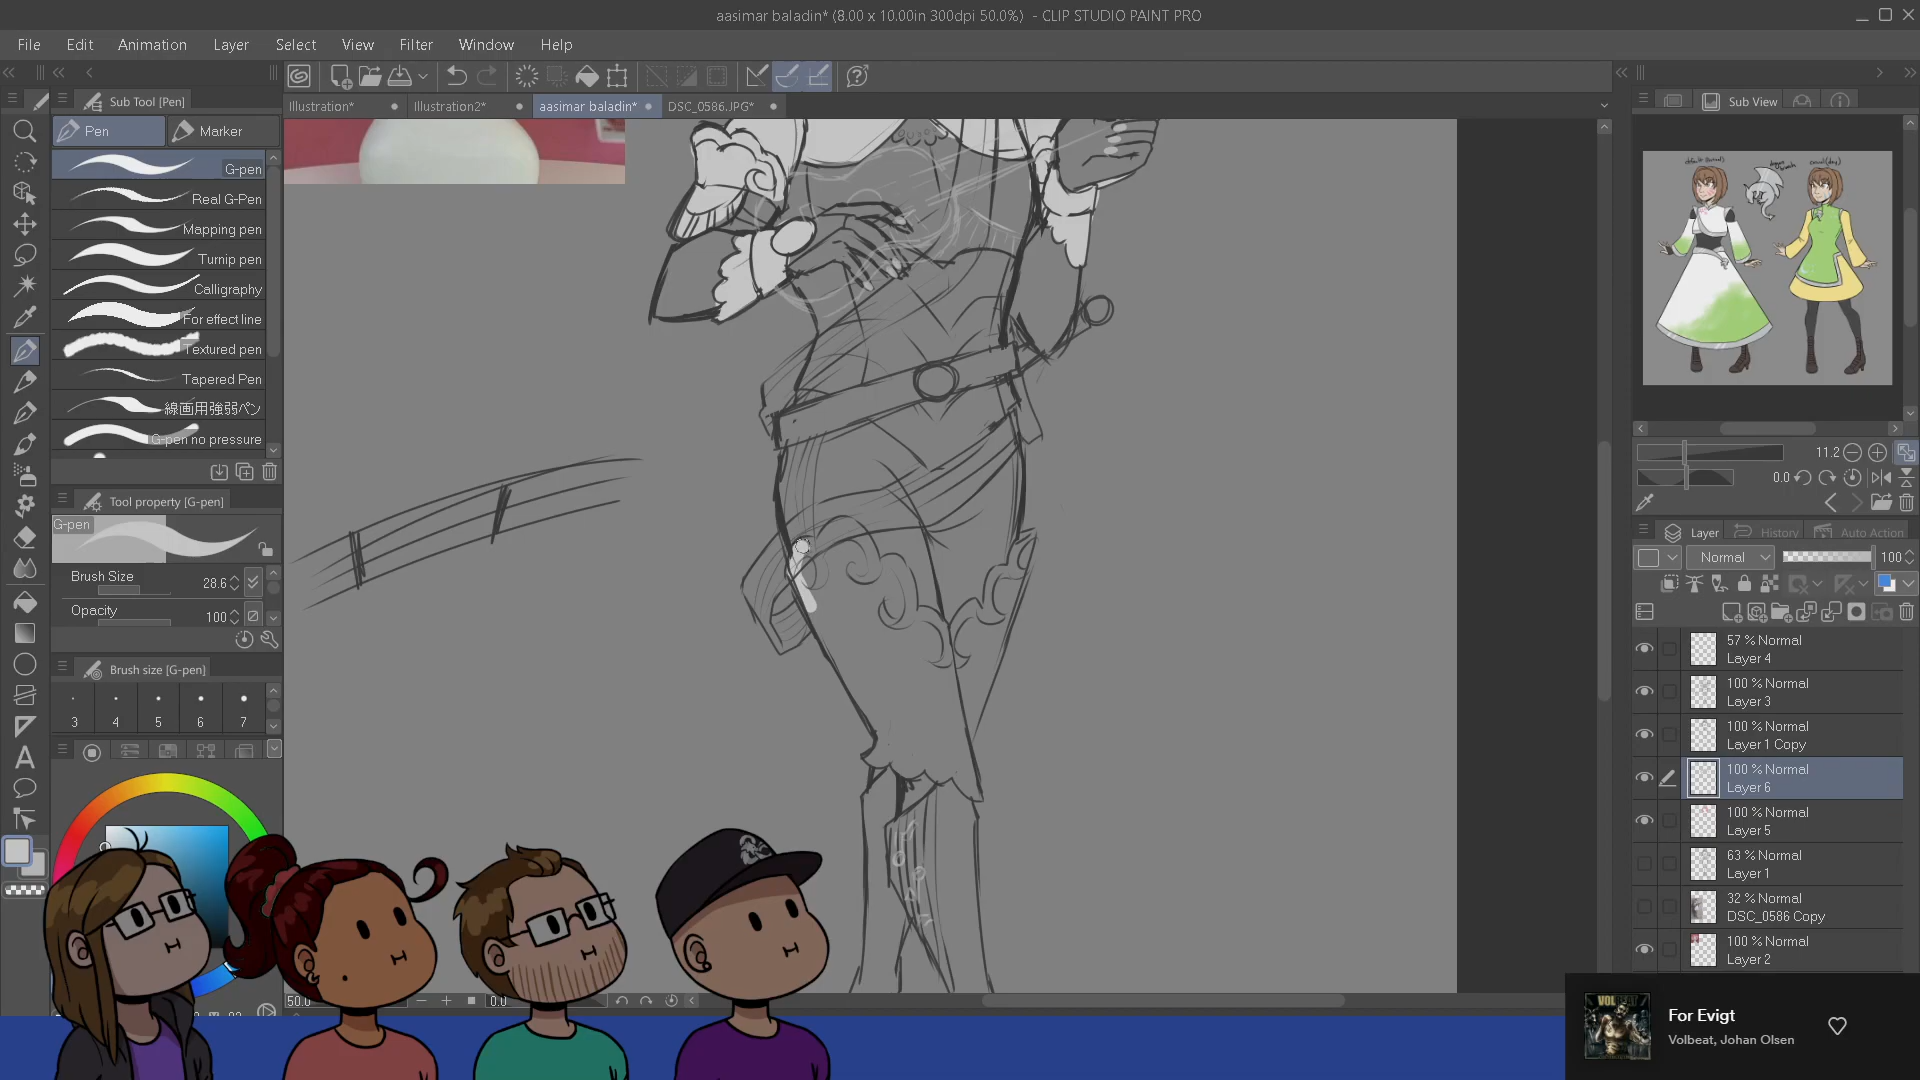 aasimar baladin* (8.00 x 10.00in 300dpi 50.0%) - CLIP STUDIO PAINT PRO
File Edit Animation Layer Select View Filter Window Help
Sub Tool [Pen]
Illustration* Illustration2* aasimar baladin* DSC_0586.JPG*
Sub View
Pen Marker
G-pen
Real G-Pen
Mapping pen
Turnip pen
Calligraphy
For effect line
Textured pen
Tapered Pen
線画用強弱ペン
G-pen no pressure
11.2
0.0
Tool property [G-pen]
G-pen
Brush Size 28.6
Opacity 100
Brush size [G-pen]
3 4 5 6 7
Layer History Auto Action
Normal 100
57 % Normal
Layer 4
100 % Normal
Layer 3
100 % Normal
Layer 1 Copy
100 % Normal
Layer 6
100 % Normal
Layer 5
63 % Normal
Layer 1
32 % Normal
DSC_0586 Copy
100 % Normal
Layer 2
50.0 0.0
VOLBEAT
For Evigt
Volbeat, Johan Olsen